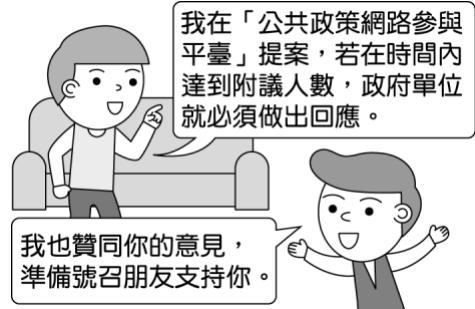 我在「公共政策網路參與
平臺」提案,若在時間內
達到附議人數,政府單位
就必須做出回應。
我也贊同你的意見,
準備號召朋友支持你。